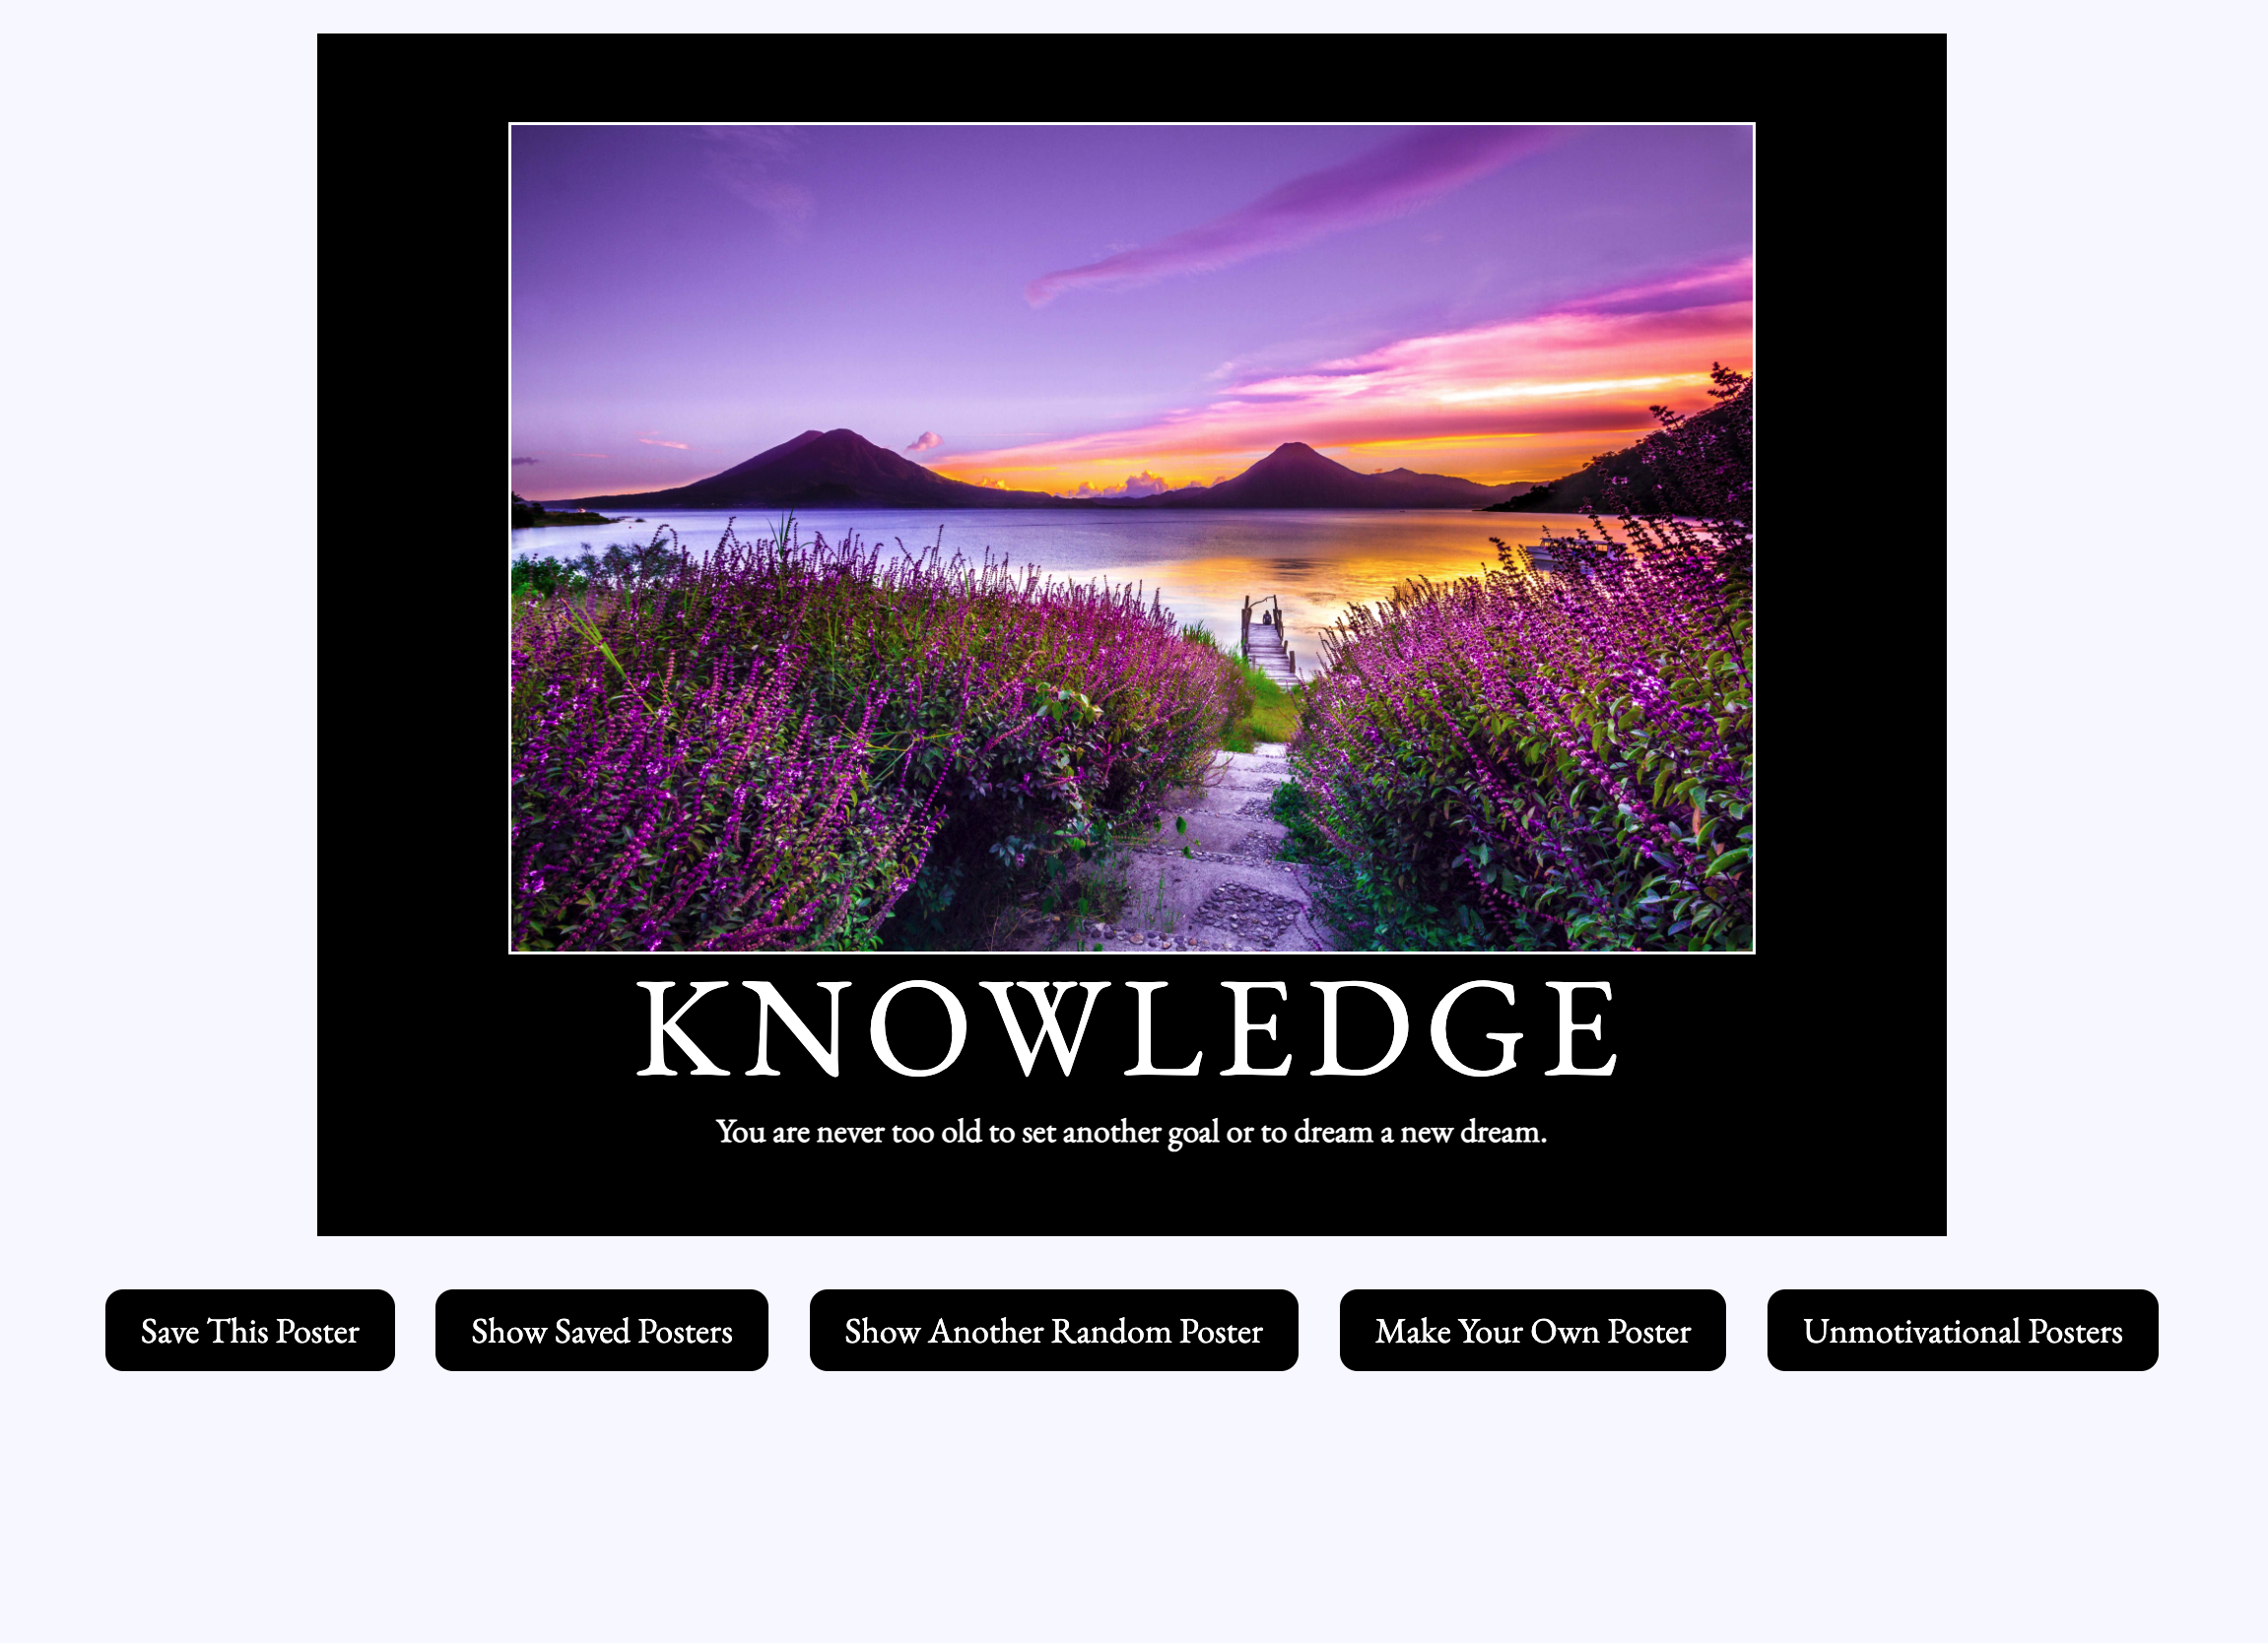 KNOWLEDGE
You are never too old to set another goal or to dream a new dream.
Save This Poster
Show Saved Posters
Show Another Random Poster
Make Your Own Poster
Unmotivational Posters